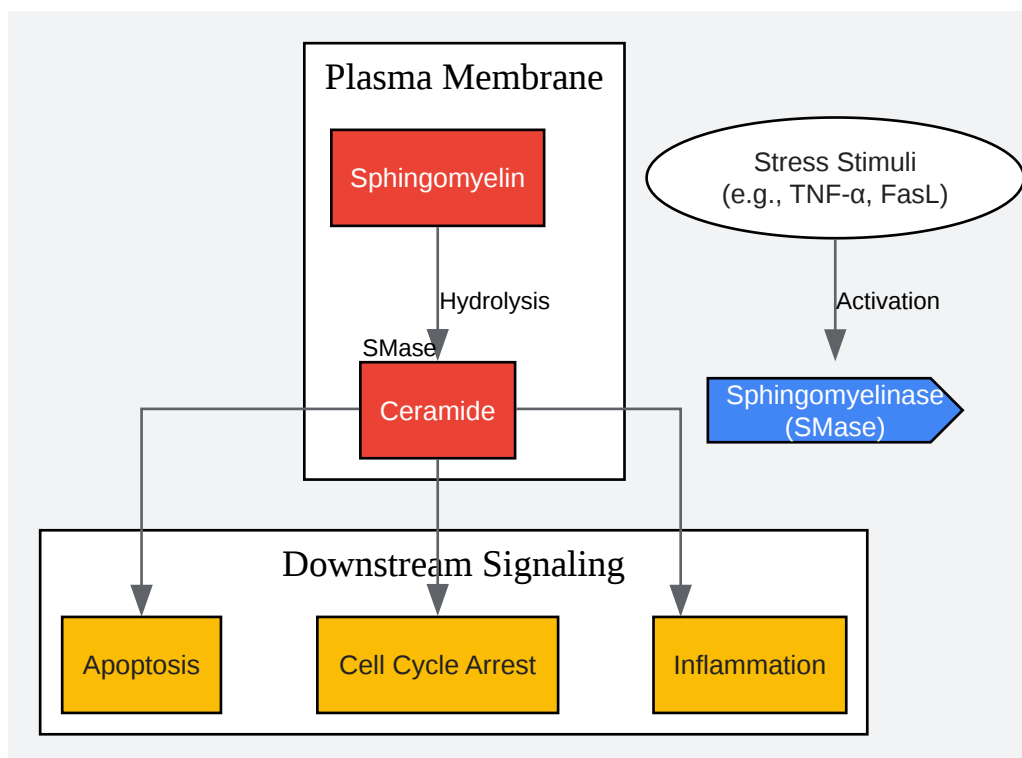 Plasma Membrane
Sphingomyelin
Stress Stimuli
(e.g., TNF-α, FasL)
Hydrolysis
Activation
SMase
Ceramide
Sphingomyelinase
(SMase)
Downstream Signaling
Apoptosis
Cell Cycle Arrest
Inflammation